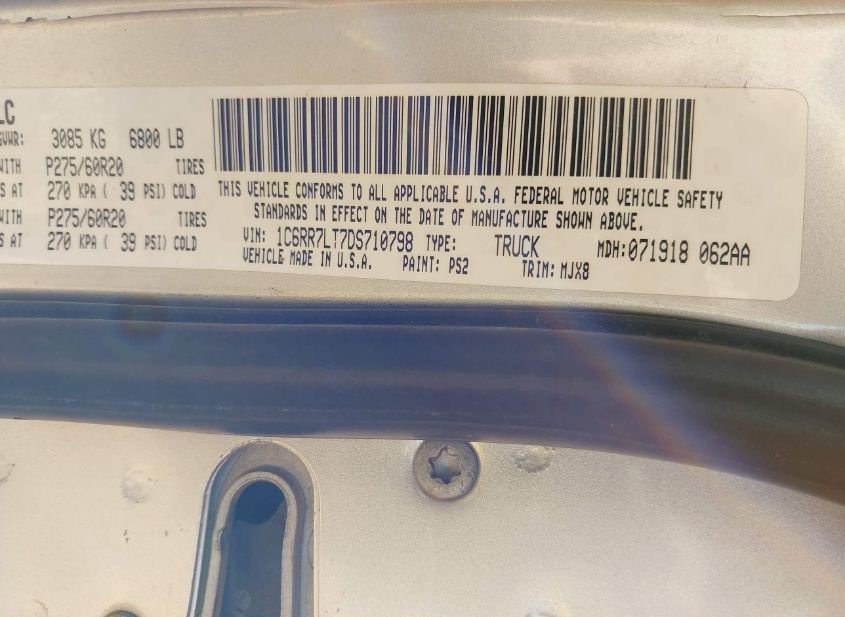 LC
GVWR: 3085 KG 6800 LB
WITH P275/60R20 TIRES
S AT 270 KPA ( 39 PSI) COLD
WITH P275/60R20 TIRES
S AT 270 KPA ( 39 PSI) COLD
THIS VEHICLE CONFORMS TO ALL APPLICABLE U.S.A. FEDERAL MOTOR VEHICLE SAFETY
STANDARDS IN EFFECT ON THE DATE OF MANUFACTURE SHOWN ABOVE.
VIN: 1C6RR7LT7DS710798 TYPE: TRUCK MDH:071918 062AA
VEHICLE MADE IN U.S.A. PAINT: PS2 TRIM: MJX8